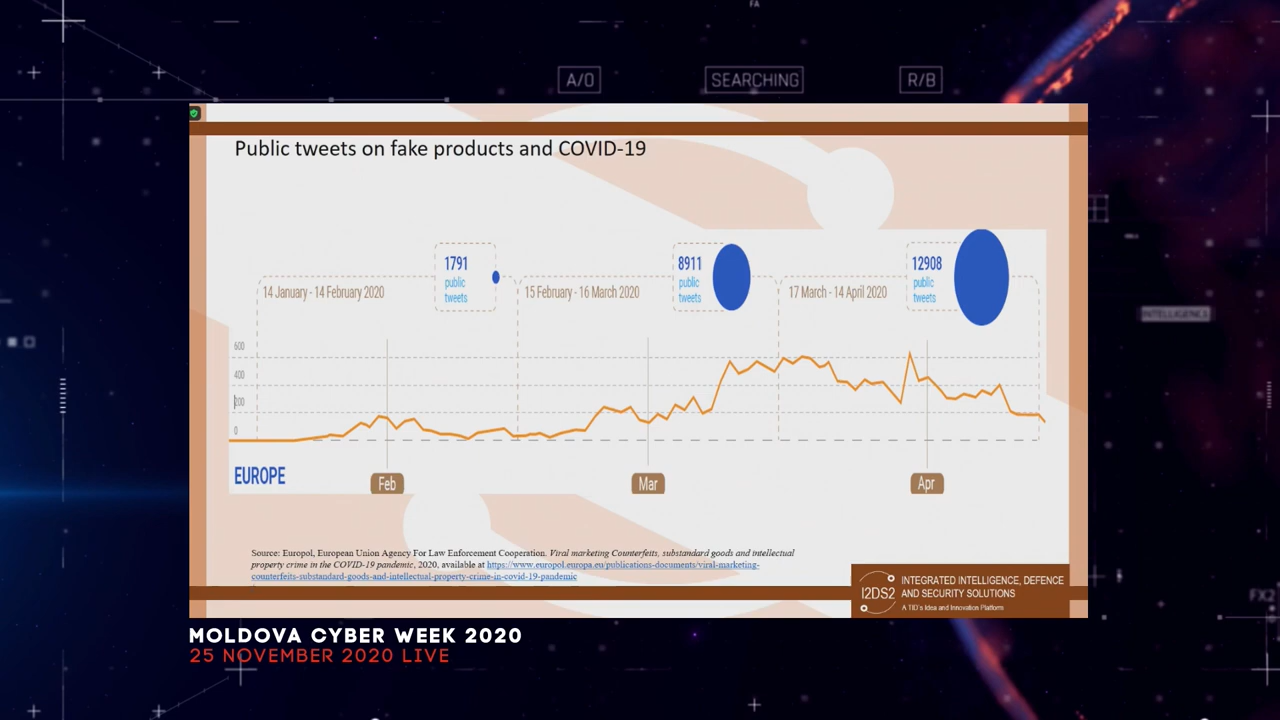 FA
A/0
SEARCHING
R/B
Public tweets on fake products and COVID-19
1791
public
tweets
14 January - 14 February 2020
8911
public
tweets
15 February - 16 March 2020
12908
public
tweets
17 March - 14 April 2020
INTELLIGENCE
600
400
200
0
EUROPE
Feb
Mar
Apr
Source: Europol, European Union Agency For Law Enforcement Cooperation. Viral marketing Counterfeits, substandard goods and intellectual
property crime in the COVID-19 pandemic, 2020, available at https://www.europol.europa.eu/publications-documents/viral-marketing-
counterfeits-substandard-goods-and-intellectual-property-crime-in-covid-19-pandemic
I2DS2
INTEGRATED INTELLIGENCE, DEFENCE
AND SECURITY SOLUTIONS
A TID's Idea and Innovation Platform
FX2
MOLDOVA CYBER WEEK 2020
25 NOVEMBER 2020 LIVE